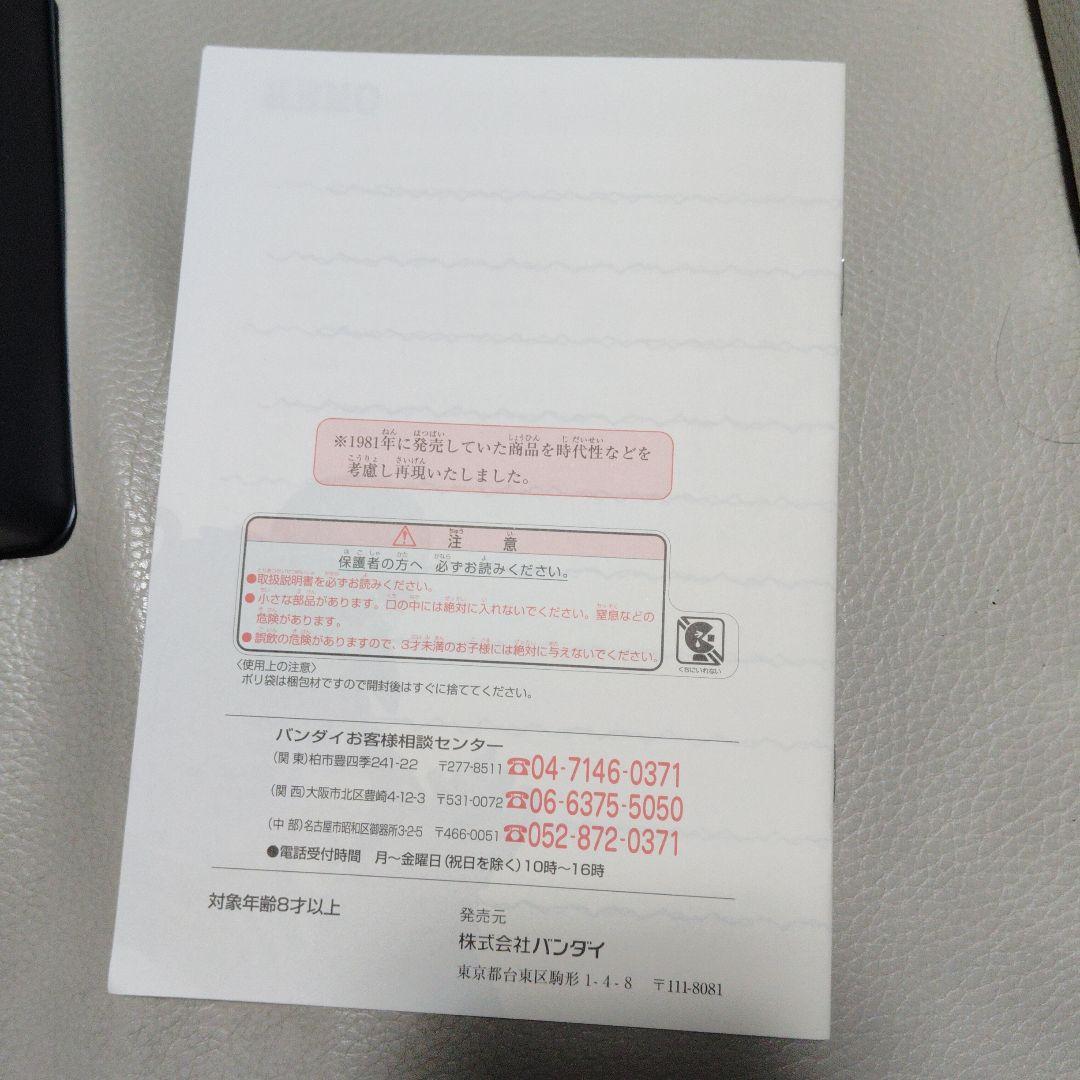 ※1981年に発売していた商品を時代性などを
考慮し再現いたしました。
注意
保護者の方へ 必ずお読みください。
●取扱説明書を必ずお読みください。
●小さな部品があります。口の中には絶対に入れないでください。窒息などの
危険があります。
●誤飲の危険がありますので、3才未満のお子様には絶対に与えないでください。
くちにいれない
〈使用上の注意〉
ポリ袋は梱包材ですので開封後はすぐに捨ててください。
バンダイお客様相談センター
(関 東)柏市豊四季241-22 〒277-8511 ☎04-7146-0371
(関 西)大阪市北区豊崎4-12-3 〒531-0072 ☎06-6375-5050
(中 部)名古屋市昭和区御器所3-2-5 〒466-0051 ☎052-872-0371
●電話受付時間 月〜金曜日(祝日を除く)10時〜16時
対象年齢8才以上
発売元
株式会社バンダイ
東京都台東区駒形 1-4-8 〒111-8081